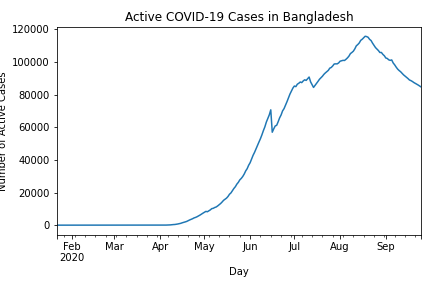 Active COVID-19 Cases in Bangladesh
120000
100000
80000
60000
40000
20000
0
Number of Active Cases
Feb Mar Apr May Jun Jul Aug Sep
2020
Day